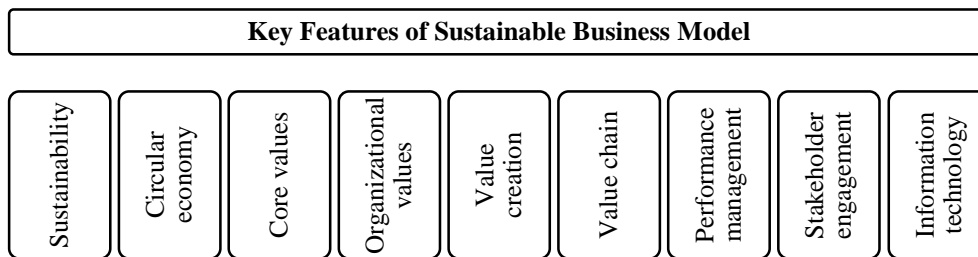 Key Features of Sustainable Business Model
Sustainability
Circular
economy
Core values
Organizational
values
Value
creation
Value chain
Performance
management
Stakeholder
engagement
Information
technology